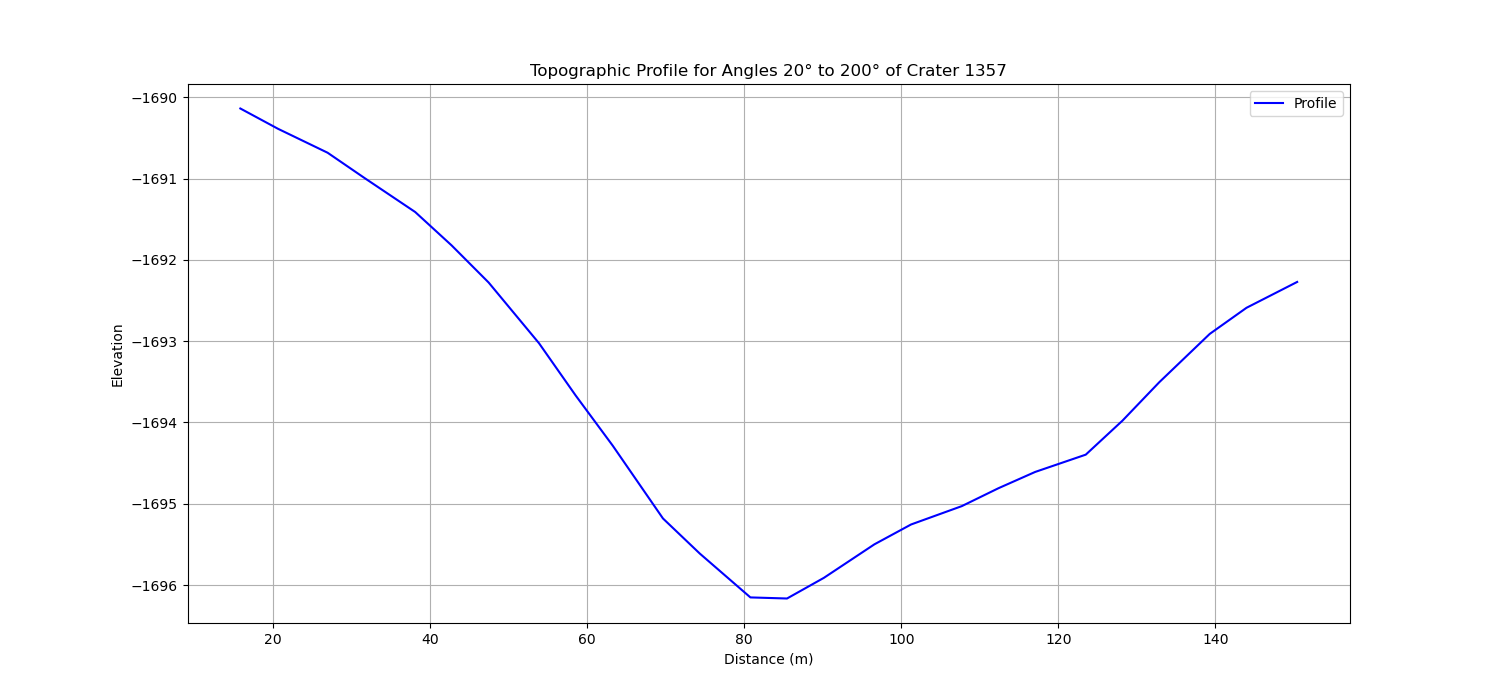 Topographic Profile for Angles 20° to 200° of Crater 1357
Profile
Elevation
−1690
−1691
−1692
−1693
−1694
−1695
−1696
20 40 60 80 100 120 140
Distance (m)